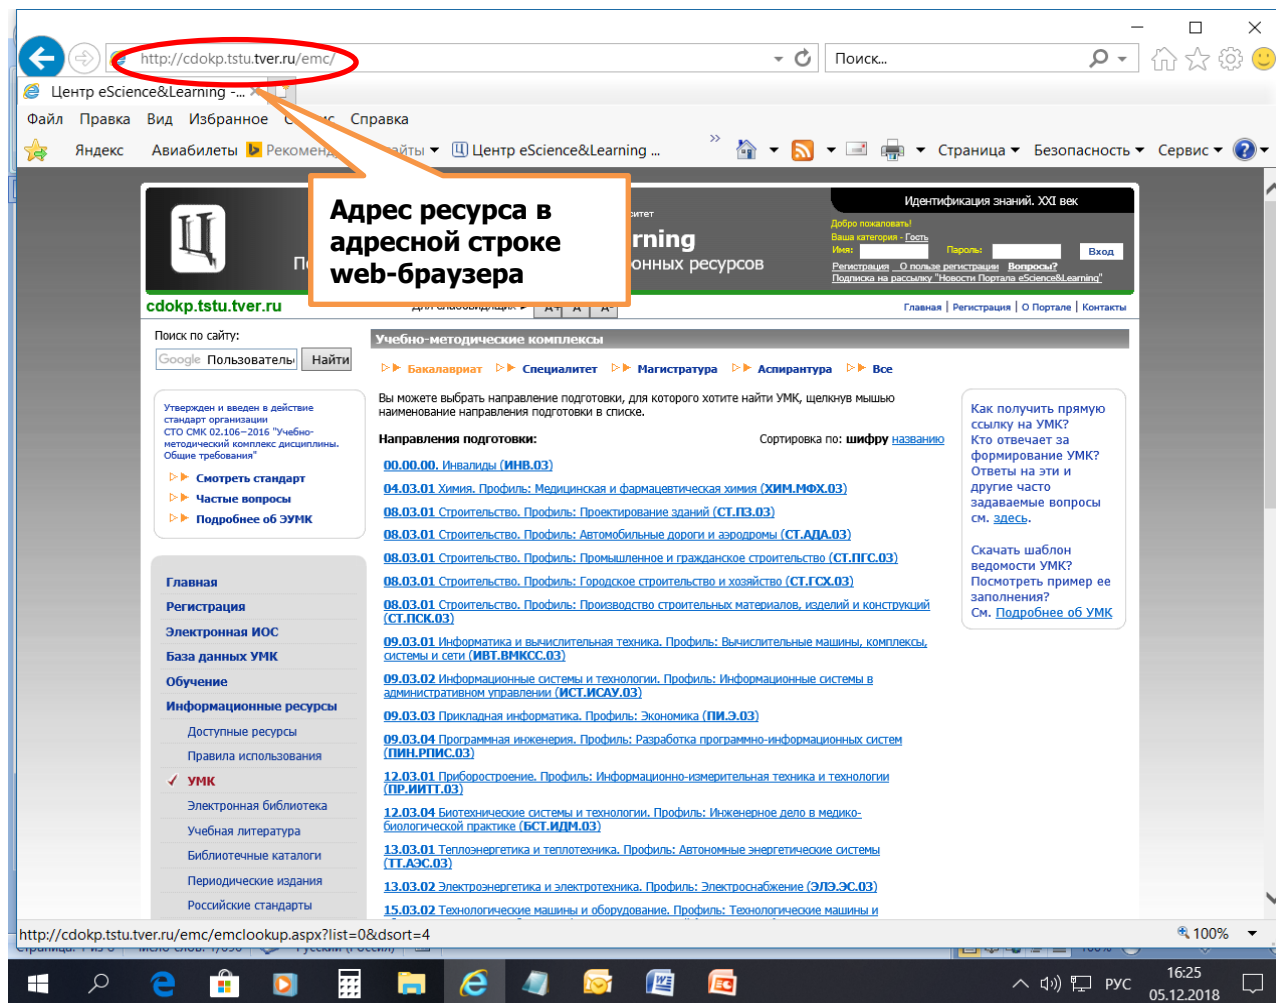 http://cdokp.tstu.tver.ru/emc/
Поиск...
Центр eScience&Learning -...
Файл Правка Вид Избранное Справка
Яндекс Авиабилеты Центр eScience&Learning ... Страница Безопасность Сервис
Адрес ресурса в
адресной строке
web-браузера
Ц
Идентификация знаний. XXI век
Добро пожаловать!
Ваша категория - Гость
Имя: Пароль: Вход
Регистрация О пользе регистрации Вопросы?
Подписка на рассылку "Новости Портала eScience&Learning"
cdokp.tstu.tver.ru
А+ А А-
Главная | Регистрация | О Портале | Контакты
Поиск по сайту:
Google Пользователь Найти
Утвержден и введен в действие
стандарт организации
СТО СМК 02.106−2016 "Учебно-
методический комплекс дисциплины.
Общие требования"
Смотреть стандарт
Частые вопросы
Подробнее об ЭУМК
Главная
Регистрация
Электронная ИОС
База данных УМК
Обучение
Информационные ресурсы
Доступные ресурсы
Правила использования
УМК
Электронная библиотека
Учебная литература
Библиотечные каталоги
Периодические издания
Российские стандарты
Учебно-методические комплексы
Бакалавриат Специалитет Магистратура Аспирантура Все
Вы можете выбрать направление подготовки, для которого хотите найти УМК, щелкнув мышью
наименование направления подготовки в списке.
Направления подготовки: Сортировка по: шифру названию
00.00.00. Инвалиды (ИНВ.03)
04.03.01 Химия. Профиль: Медицинская и фармацевтическая химия (ХИМ.МФХ.03)
08.03.01 Строительство. Профиль: Проектирование зданий (СТ.ПЗ.03)
08.03.01 Строительство. Профиль: Автомобильные дороги и аэродромы (СТ.АДА.03)
08.03.01 Строительство. Профиль: Промышленное и гражданское строительство (СТ.ПГС.03)
08.03.01 Строительство. Профиль: Городское строительство и хозяйство (СТ.ГСХ.03)
08.03.01 Строительство. Профиль: Производство строительных материалов, изделий и конструкций
(СТ.ПСК.03)
09.03.01 Информатика и вычислительная техника. Профиль: Вычислительные машины, комплексы,
системы и сети (ИВТ.ВМКСС.03)
09.03.02 Информационные системы и технологии. Профиль: Информационные системы в
административном управлении (ИСТ.ИСАУ.03)
09.03.03 Прикладная информатика. Профиль: Экономика (ПИ.Э.03)
09.03.04 Программная инженерия. Профиль: Разработка программно-информационных систем
(ПИН.РПИС.03)
12.03.01 Приборостроение. Профиль: Информационно-измерительная техника и технологии
(ПР.ИИТТ.03)
12.03.04 Биотехнические системы и технологии. Профиль: Инженерное дело в медико-
биологической практике (БСТ.ИДМ.03)
13.03.01 Теплоэнергетика и теплотехника. Профиль: Автономные энергетические системы
(ТТ.АЭС.03)
13.03.02 Электроэнергетика и электротехника. Профиль: Электроснабжение (ЭЛЭ.ЭС.03)
15.03.02 Технологические машины и оборудование. Профиль: Технологические машины и
Как получить прямую
ссылку на УМК?
Кто отвечает за
формирование УМК?
Ответы на эти и
другие часто
задаваемые вопросы
см. здесь.
Скачать шаблон
ведомости УМК?
Посмотреть пример ее
заполнения?
См. Подробнее об УМК
http://cdokp.tstu.tver.ru/emc/emclookup.aspx?list=0&dsort=4
100%
РУС
16:25
05.12.2018